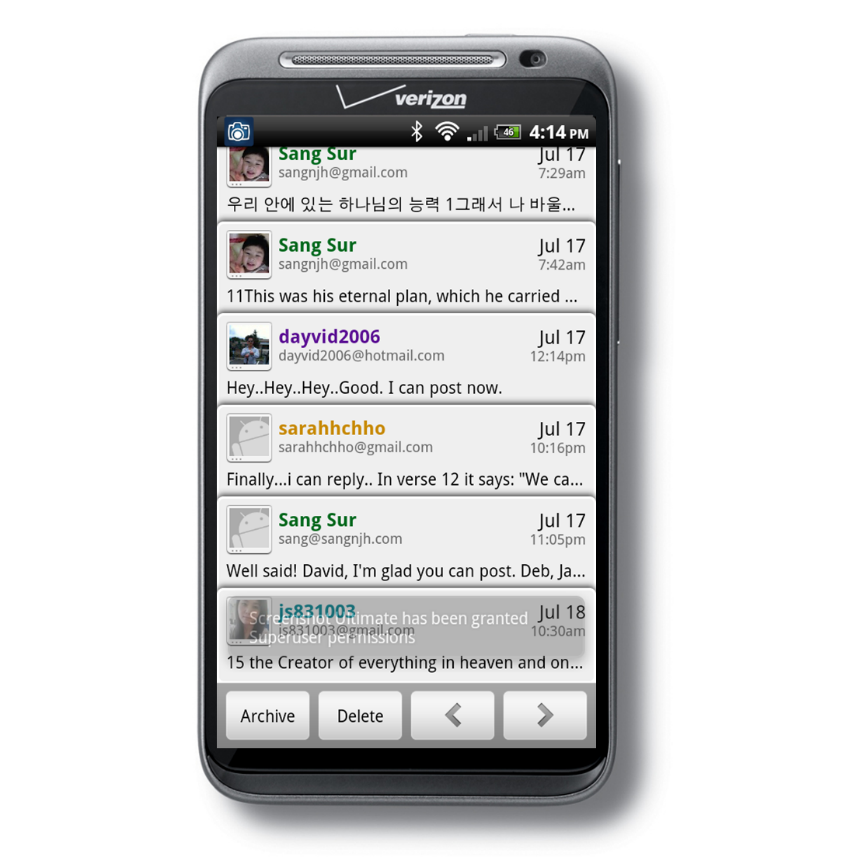 verizon
46 4:14 PM
Sang Sur Jul 17
sangnjh@gmail.com 7:29am
우리 안에 있는 하나님의 능력 1그래서 나 바울...
Sang Sur Jul 17
sangnjh@gmail.com 7:42am
11This was his eternal plan, which he carried ...
dayvid2006 Jul 17
dayvid2006@hotmail.com 12:14pm
Hey..Hey..Hey..Good. I can post now.
sarahhchho Jul 17
sarahhchho@gmail.com 10:16pm
Finally...i can reply.. In verse 12 it says: "We ca...
Sang Sur Jul 17
sang@sangnjh.com 11:05pm
Well said! David, I'm glad you can post. Deb, Ja...
js831003 Jul 18
Screenshot Ultimate has been granted
js831003@gmail.com 10:30am
Superuser permissions
15 the Creator of everything in heaven and on...
Archive Delete